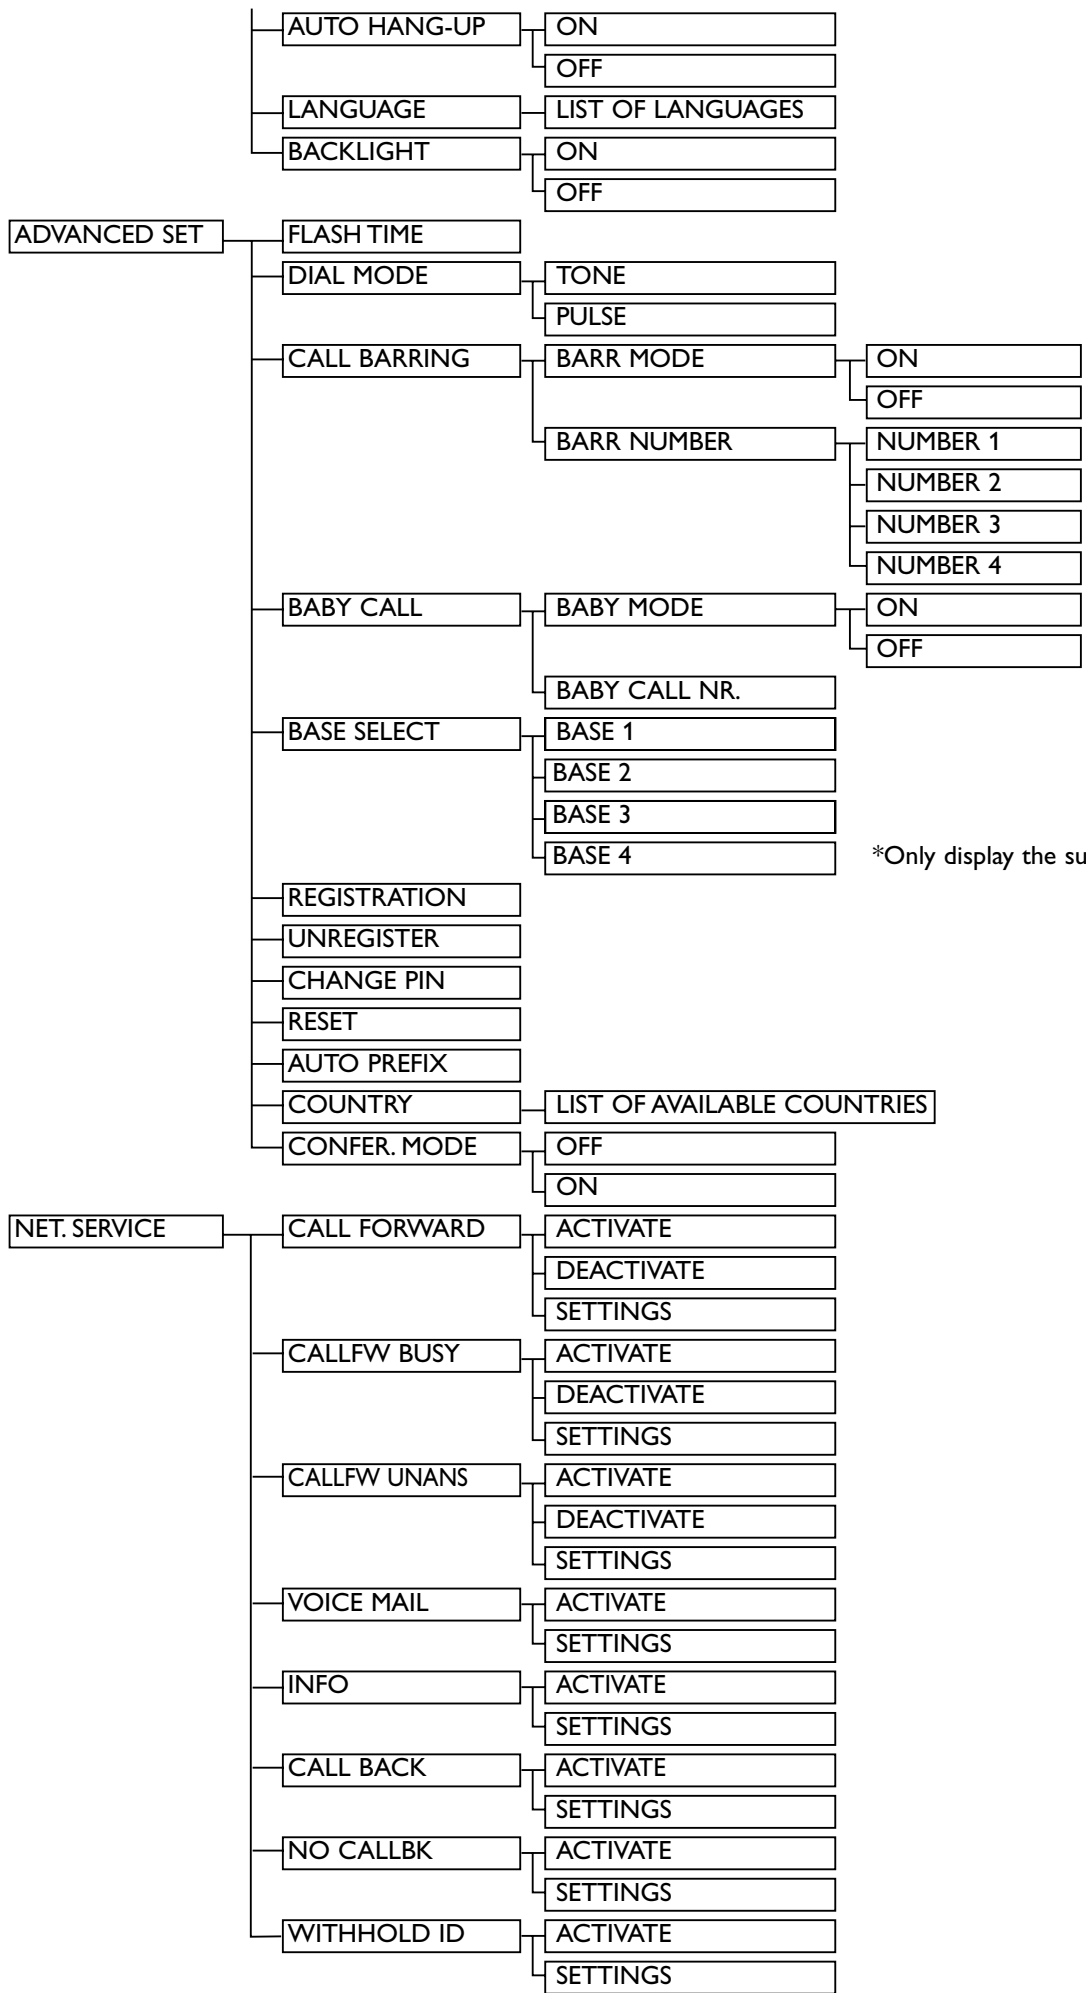 AUTO HANG-UP ON
OFF
LANGUAGE LIST OF LANGUAGES
BACKLIGHT ON
OFF
ADVANCED SET FLASH TIME
DIAL MODE TONE
PULSE
CALL BARRING BARR MODE ON
OFF
BARR NUMBER NUMBER 1
NUMBER 2
NUMBER 3
NUMBER 4
BABY CALL BABY MODE ON
OFF
BABY CALL NR.
BASE SELECT BASE 1
BASE 2
BASE 3
BASE 4 *Only display the su
REGISTRATION
UNREGISTER
CHANGE PIN
RESET
AUTO PREFIX
COUNTRY LIST OF AVAILABLE COUNTRIES
CONFER. MODE OFF
ON
NET. SERVICE CALL FORWARD ACTIVATE
DEACTIVATE
SETTINGS
CALLFW BUSY ACTIVATE
DEACTIVATE
SETTINGS
CALLFW UNANS ACTIVATE
DEACTIVATE
SETTINGS
VOICE MAIL ACTIVATE
SETTINGS
INFO ACTIVATE
SETTINGS
CALL BACK ACTIVATE
SETTINGS
NO CALLBK ACTIVATE
SETTINGS
WITHHOLD ID ACTIVATE
SETTINGS